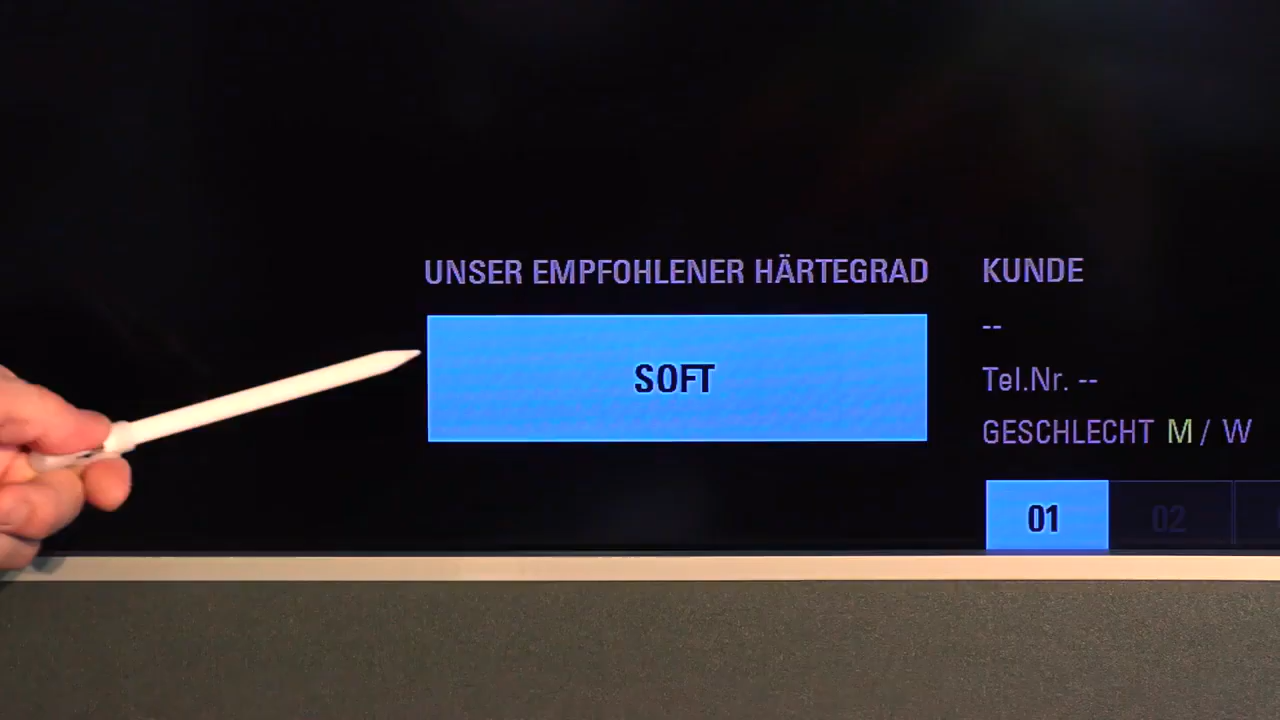 UNSER EMPFOHLENER HÄRTEGRAD
SOFT
KUNDE
--
Tel.Nr. --
GESCHLECHT M / W
01 02